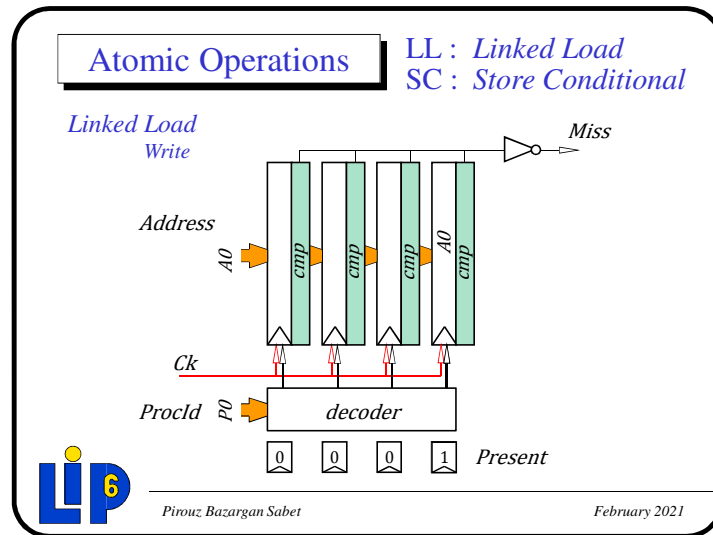 Atomic Operations
LL : Linked Load
SC : Store Conditional
Linked Load
Write
Miss
Address
A0
cmp
cmp
cmp
A0
cmp
Ck
ProcId
P0
decoder
0
0
0
1
Present
LIP6
Pirouz Bazargan Sabet
February 2021